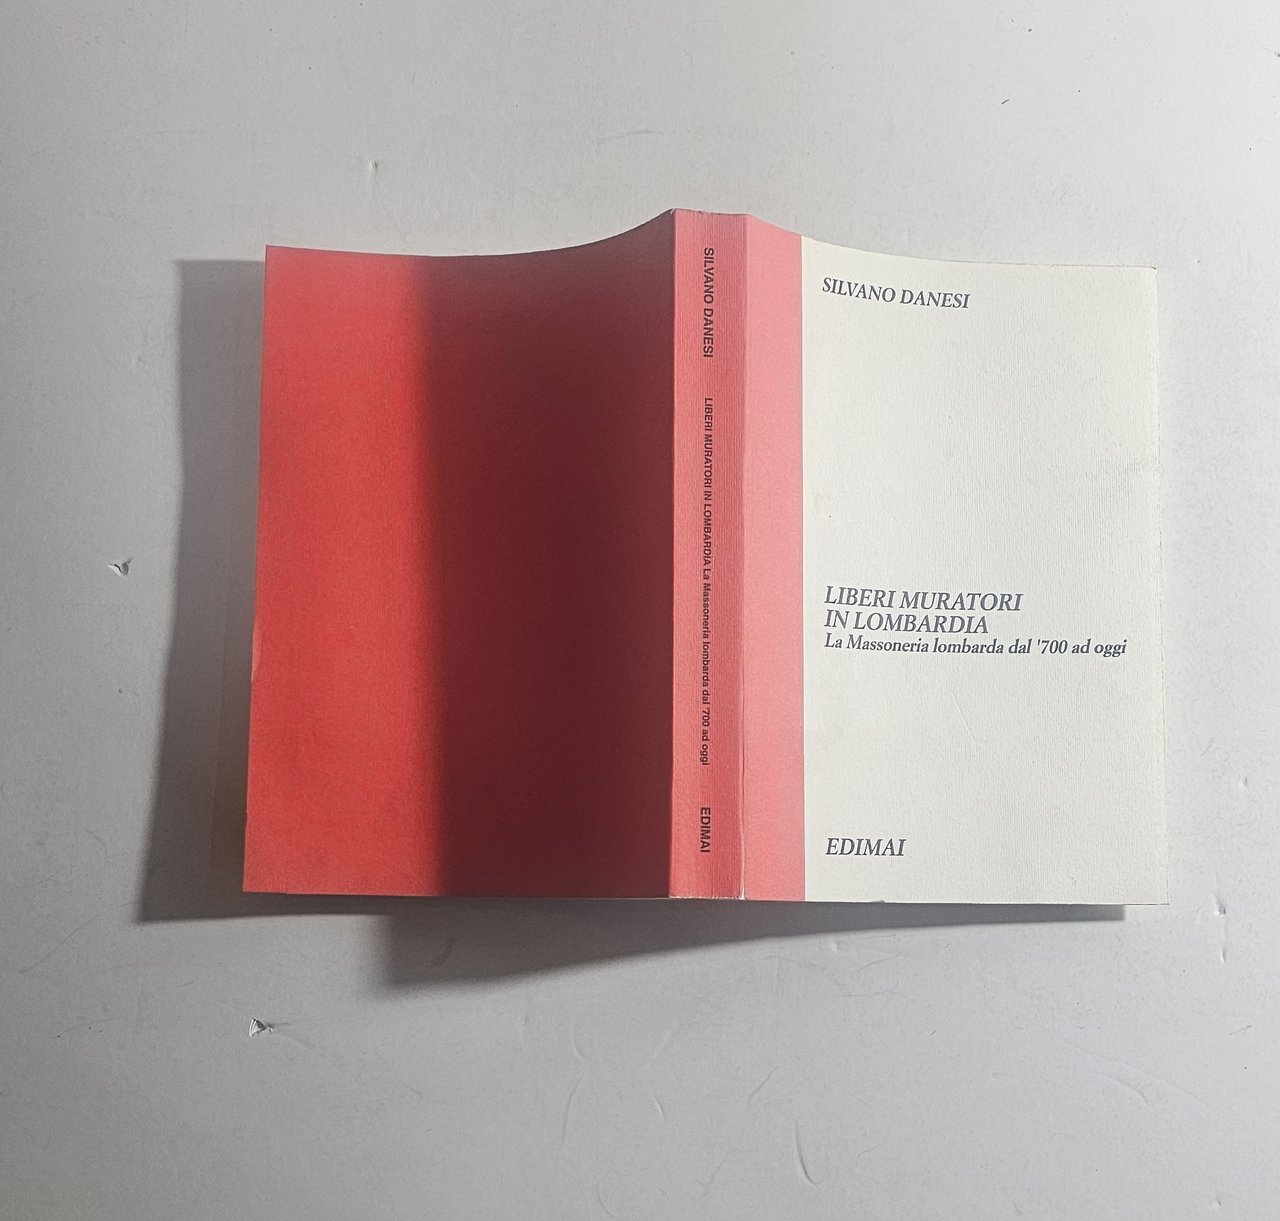 SILVANO DANESI
LIBERI MURATORI IN LOMBARDIA La Massoneria lombarda dal '700 ad oggi
EDIMAI
SILVANO DANESI
LIBERI MURATORI
IN LOMBARDIA
La Massoneria lombarda dal '700 ad oggi
EDIMAI